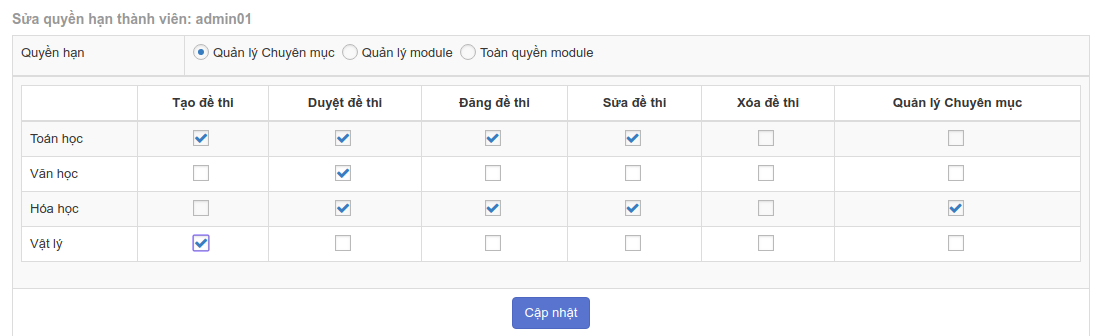 Sửa quyền hạn thành viên: admin01
Quyền hạn Quản lý Chuyên mục Quản lý module Toàn quyền module
Tạo đề thi Duyệt đề thi Đăng đề thi Sửa đề thi Xóa đề thi Quản lý Chuyên mục
Toán học
Văn học
Hóa học
Vật lý
Cập nhật